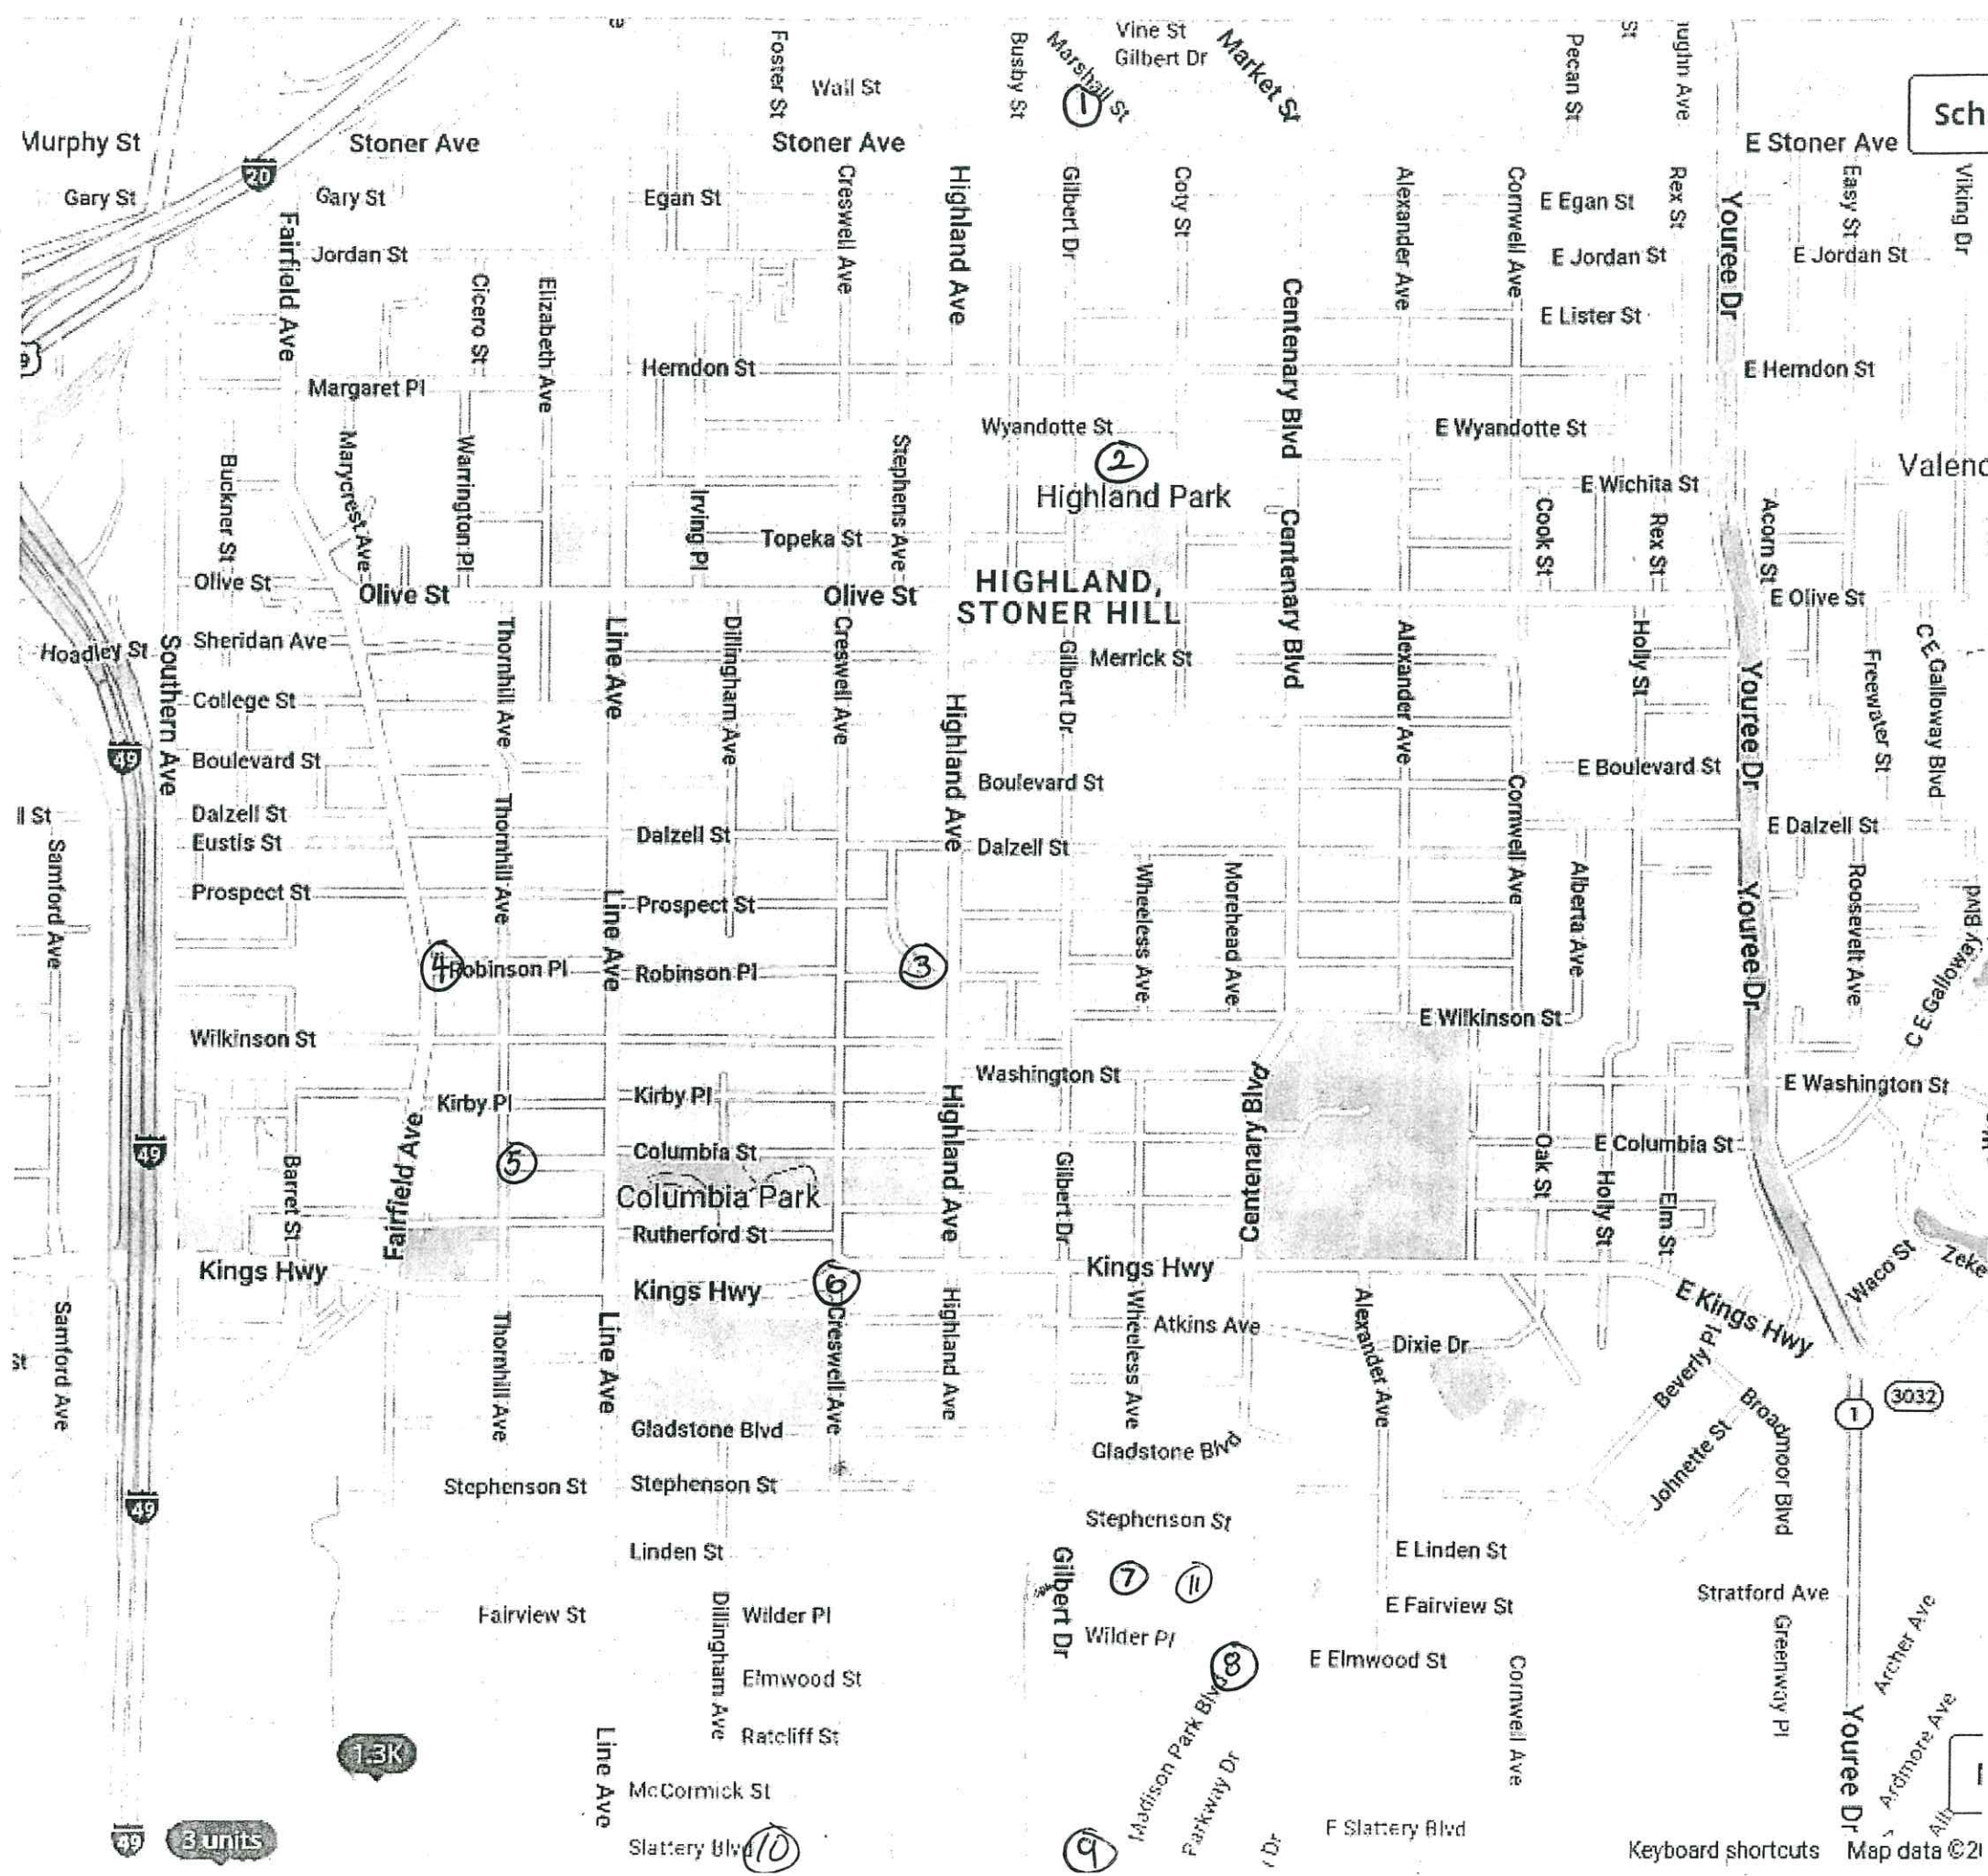 Vine St
Gilbert Dr
Foster St
Wall St
Busby St
Marshall St
Market St
Pecan St
St
ughn Ave
①
Sch
Murphy St
Stoner Ave
Stoner Ave
E Stoner Ave
20
Gary St
Gary St
Egan St
Creswell Ave
Highland Ave
Gilbert Dr
Coty St
Alexander Ave
Cornwell Ave
E Egan St
Rex St
Youree Dr
Easy St
Viking Dr
Fairfield Ave
Jordan St
E Jordan St
E Jordan St
Cicero St
Elizabeth Ave
Centenary Blvd
E Lister St
Herndon St
E Herndon St
Margaret Pl
Wyandotte St
E Wyandotte St
Buckner St
Marycrest Ave
Warrington Pl
Stephens Ave
②
Valenc
Irving Pl
Highland Park
E Wichita St
Topeka St
Centenary Blvd
Cook St
Rex St
Acorn St
Olive St
Olive St
Olive St
HIGHLAND,
STONER HILL
E Olive St
Hoadley St
Southern Ave
Sheridan Ave
Thornhill Ave
Line Ave
Dillingham Ave
Creswell Ave
Gilbert Dr
Merrick St
Alexander Ave
Holly St
Youree Dr
Freewater St
C E Galloway Blvd
College St
Highland Ave
49
Boulevard St
Boulevard St
E Boulevard St
Cornwell Ave
ll St
Dalzell St
Thornhill Ave
Dalzell St
Dalzell St
E Dalzell St
Eustis St
Samford Ave
Wheeless Ave
Morehead Ave
Alberta Ave
Roosevelt Ave
Prospect St
Line Ave
Prospect St
Youree Dr
C E Galloway Blvd
④
Robinson Pl
Robinson Pl
③
Wilkinson St
E Wilkinson St
Washington St
E Washington St
Kirby Pl
Kirby Pl
Highland Ave
Centenary Blvd
Fairfield Ave
49
⑤
Columbia St
Oak St
E Columbia St
Barret St
Columbia Park
Gilbert Dr
Holly St
Elm St
Rutherford St
Kings Hwy
Kings Hwy
⑥
Kings Hwy
E Kings Hwy
Waco St
Zeke
Samford Ave
Thornhill Ave
Line Ave
Creswell Ave
Highland Ave
Wheeless Ave
Atkins Ave
Alexander Ave
Dixie Dr
Beverly Pl
St
3032
1
Gladstone Blvd
Gladstone Blvd
Johnette St
Broadmoor Blvd
Stephenson St
Stephenson St
49
Stephenson St
Linden St
Gilbert Dr
E Linden St
⑦
⑪
Fairview St
Dillingham Ave
Wilder Pl
Wilder Pl
E Fairview St
Stratford Ave
Greenway Pl
Archer Ave
⑧
Elmwood St
E Elmwood St
Cornwell Ave
Ratcliff St
Madison Park Blvd
Parkway Dr
Youree Dr
Ardmore Ave
1.3K
Line Ave
McCormick St
49
3 units
Slattery Blvd
⑩
⑨
Dr
E Slattery Blvd
Keyboard shortcuts
Map data ©2